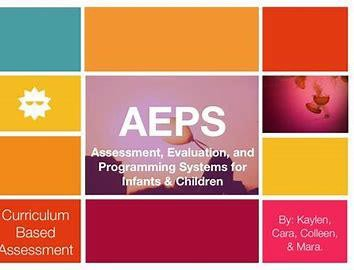 AEPS
Assessment, Evaluation, and
Programming Systems for
Infants & Children
Curriculum
Based
Assessment
By: Kaylen,
Cara, Colleen,
& Mara.